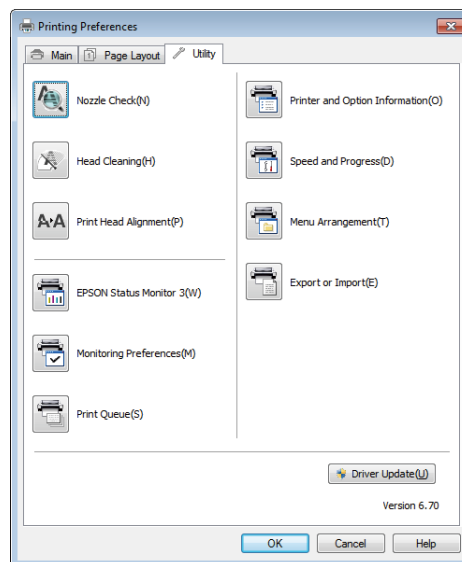 Printing Preferences
Main
Page Layout
Utility
Nozzle Check(N)
Head Cleaning(H)
Print Head Alignment(P)
EPSON Status Monitor 3(W)
Monitoring Preferences(M)
Print Queue(S)
Printer and Option Information(O)
Speed and Progress(D)
Menu Arrangement(T)
Export or Import(E)
Driver Update(U)
Version 6.70
OK
Cancel
Help